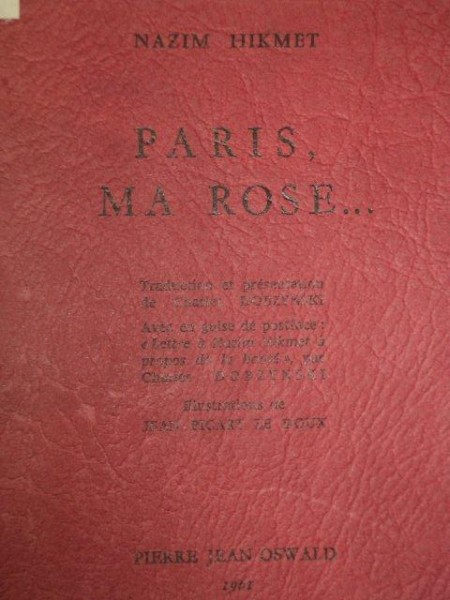 NAZIM HIKMET
PARIS,
MA ROSE...
Traduction et présentation
de Charles DOBZYNSKI
Avec en guise de postface :
« Lettre à Nazim Hikmet à
propos de la Beauté », par
Charles DOBZYNSKI
Illustrations de
JEAN PICART LE DOUX
PIERRE JEAN OSWALD
1961